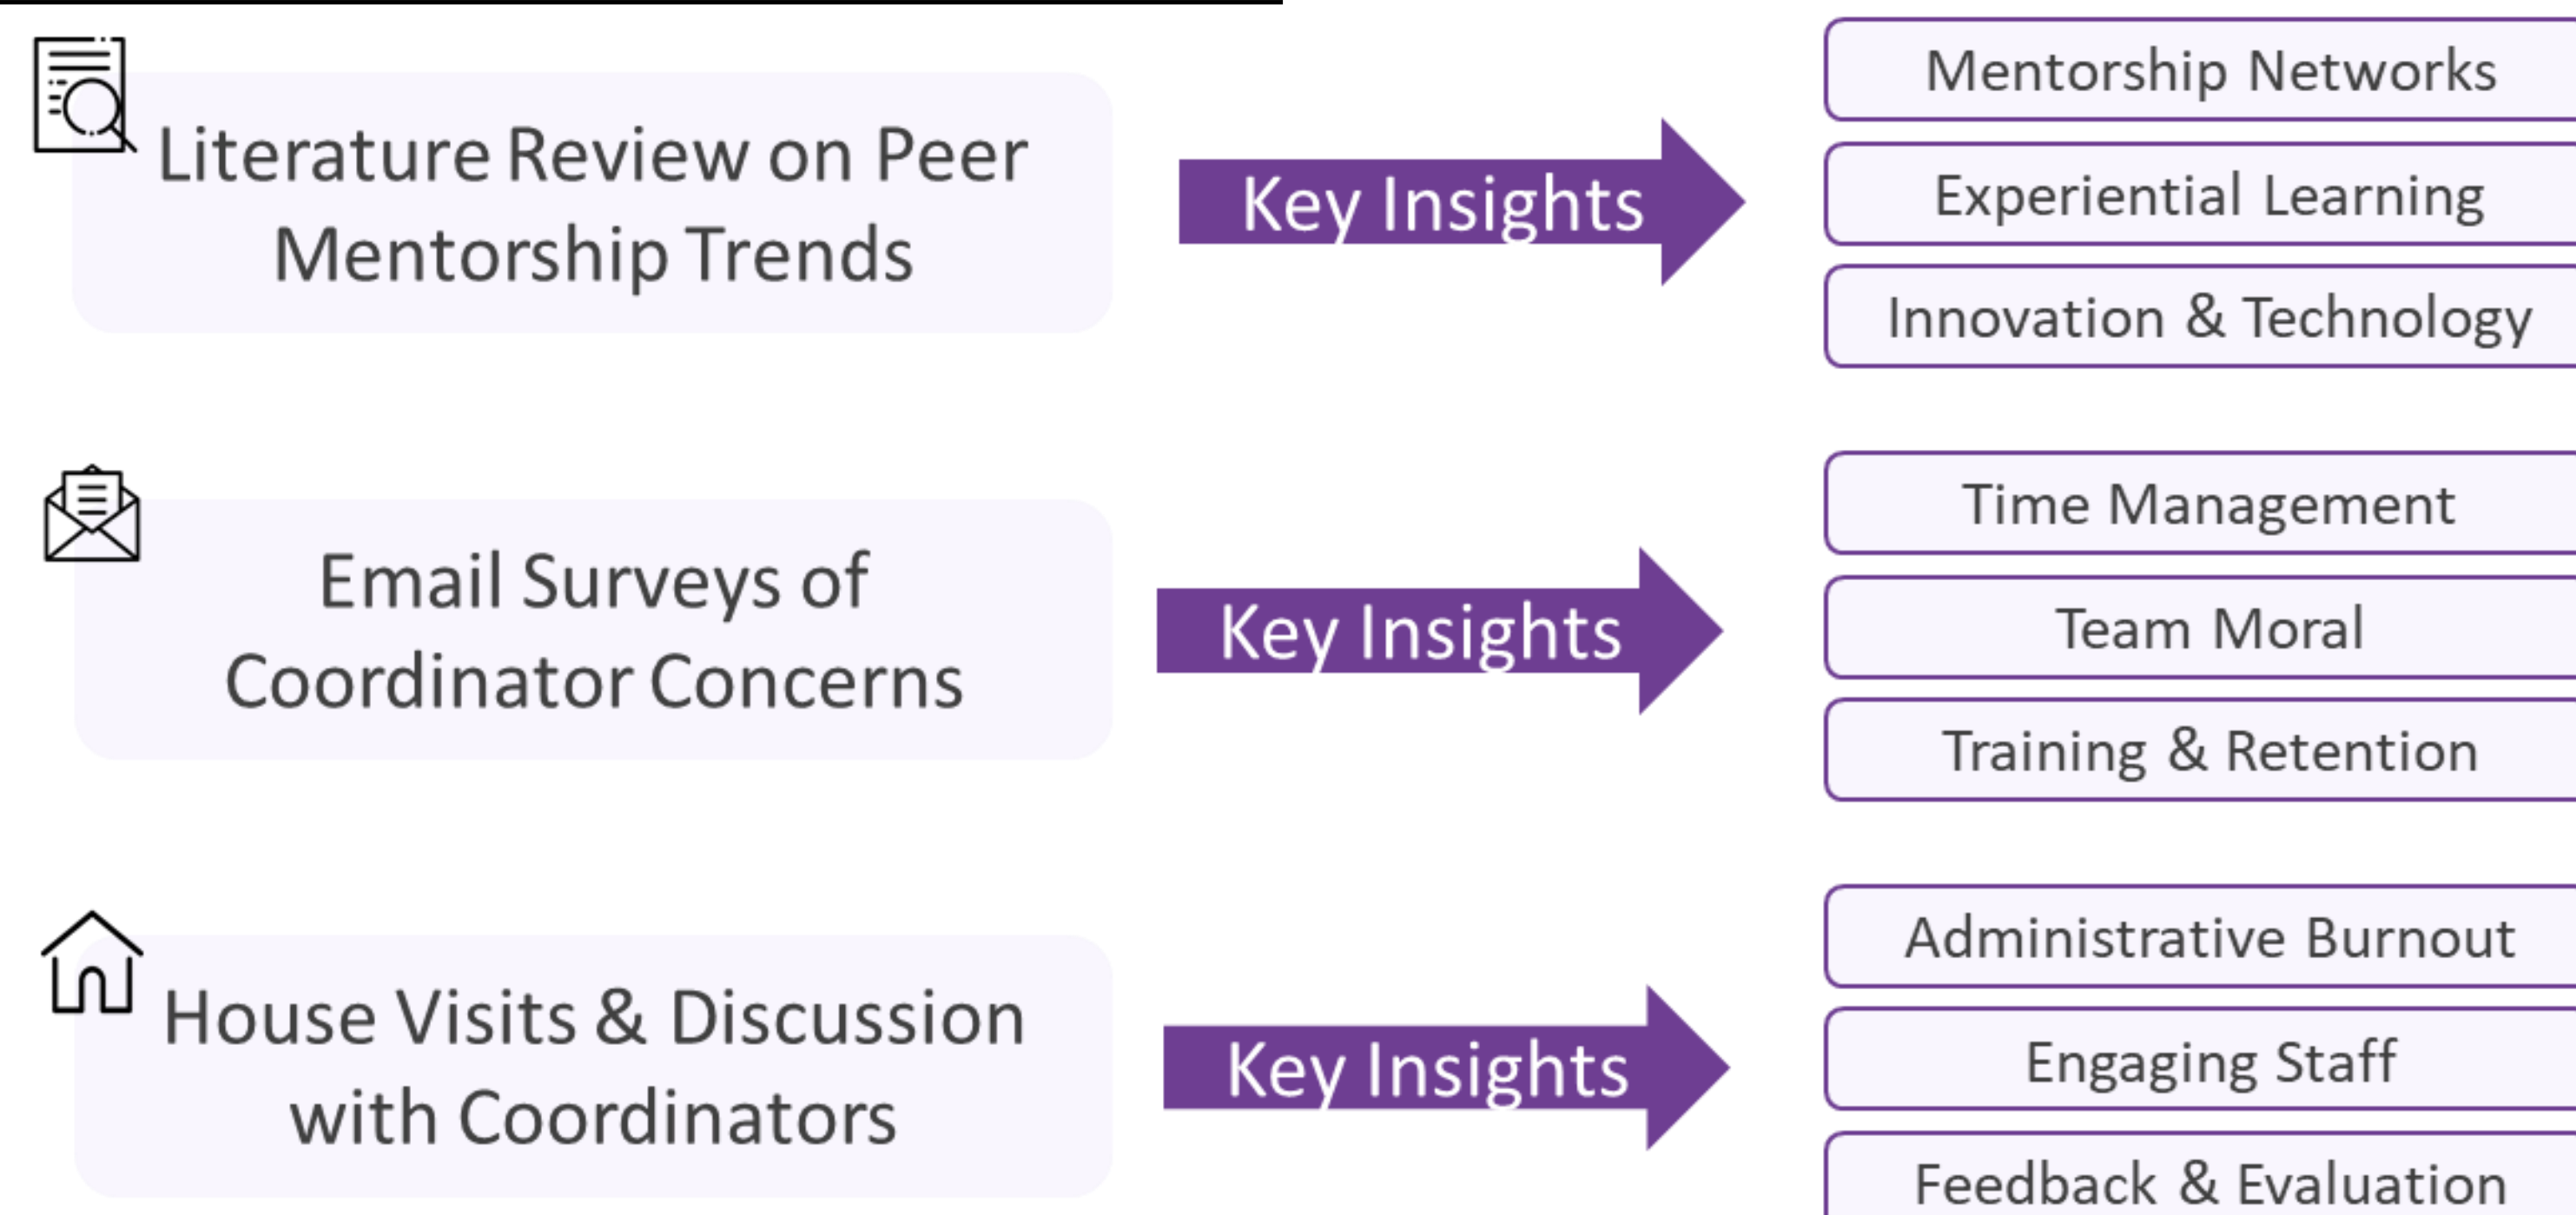 Literature Review on Peer
Mentorship Trends
Key Insights
Mentorship Networks
Experiential Learning
Innovation & Technology
Email Surveys of
Coordinator Concerns
Key Insights
Time Management
Team Moral
Training & Retention
House Visits & Discussion
with Coordinators
Key Insights
Administrative Burnout
Engaging Staff
Feedback & Evaluation